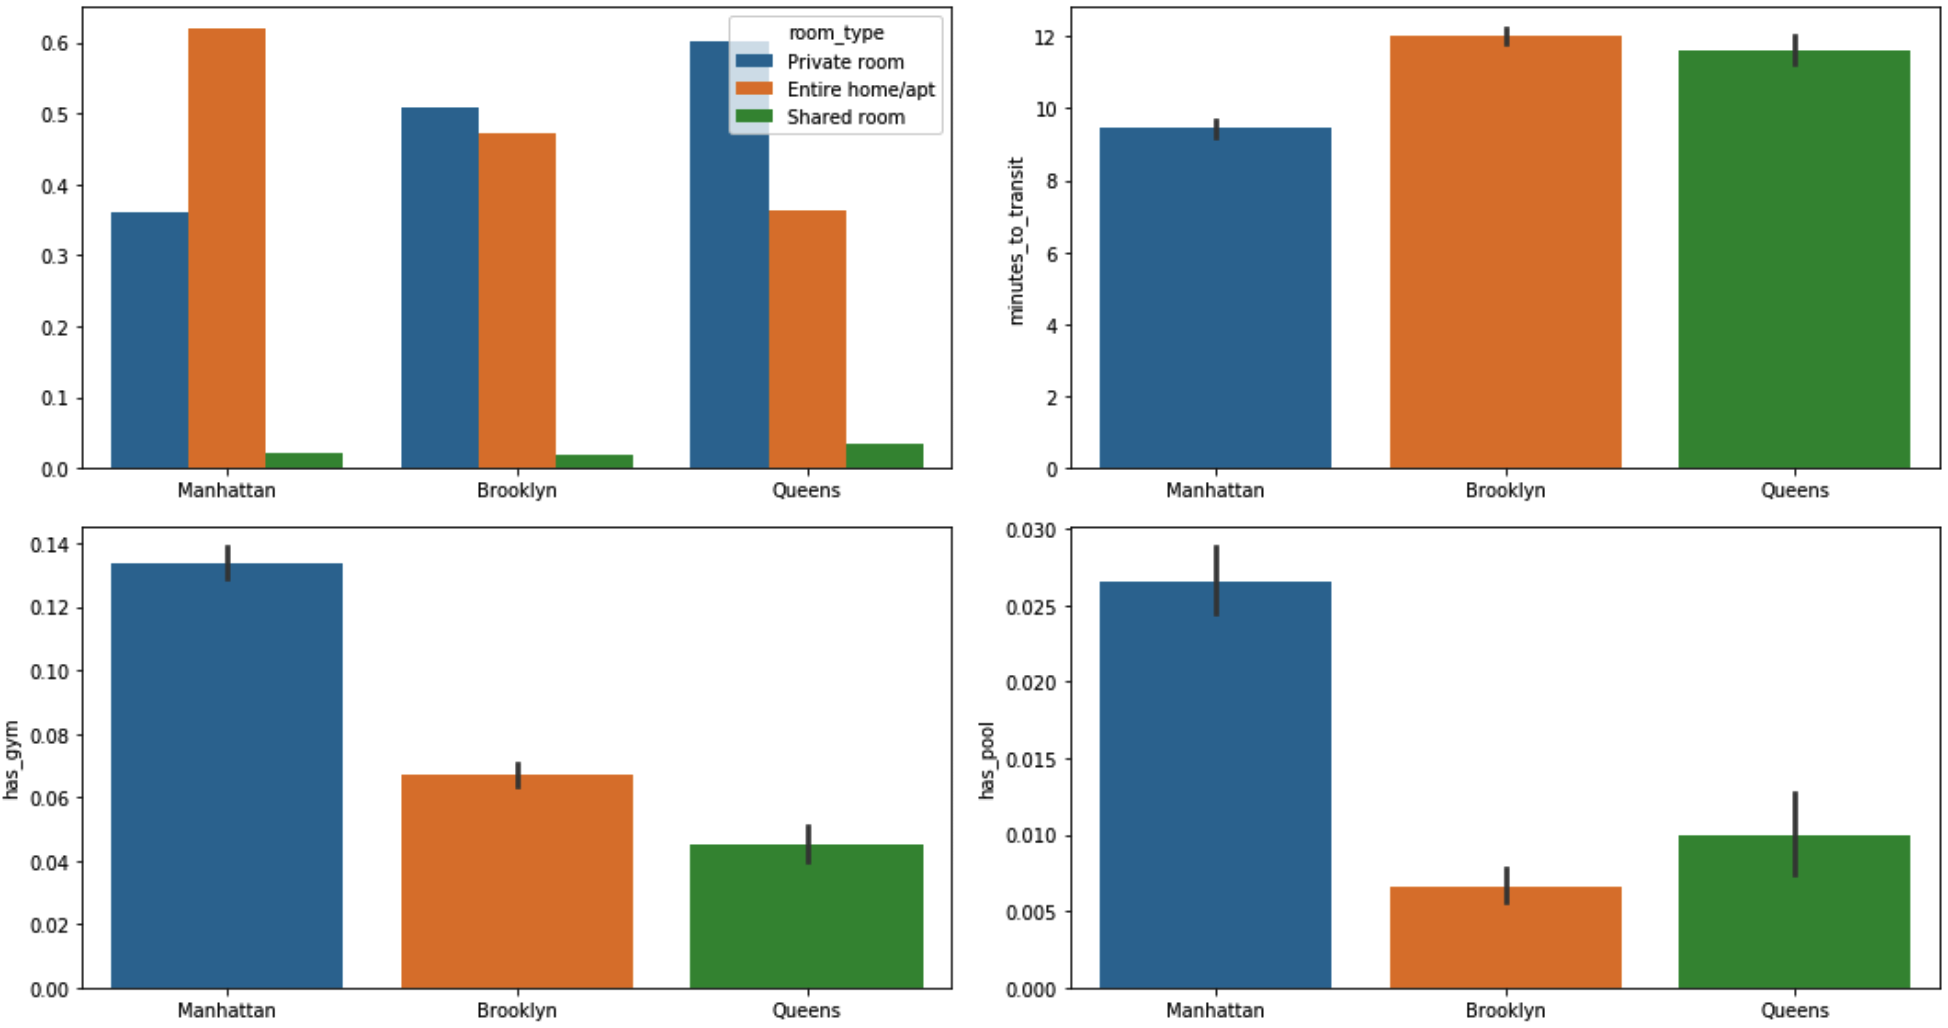 room_type
Private room
Entire home/apt
Shared room
0.6
0.5
0.4
0.3
0.2
0.1
0.0
Manhattan
Brooklyn
Queens
minutes_to_transit
12
10
8
6
4
2
0
Manhattan
Brooklyn
Queens
has_gym
0.14
0.12
0.10
0.08
0.06
0.04
0.02
0.00
Manhattan
Brooklyn
Queens
has_pool
0.030
0.025
0.020
0.015
0.010
0.005
0.000
Manhattan
Brooklyn
Queens